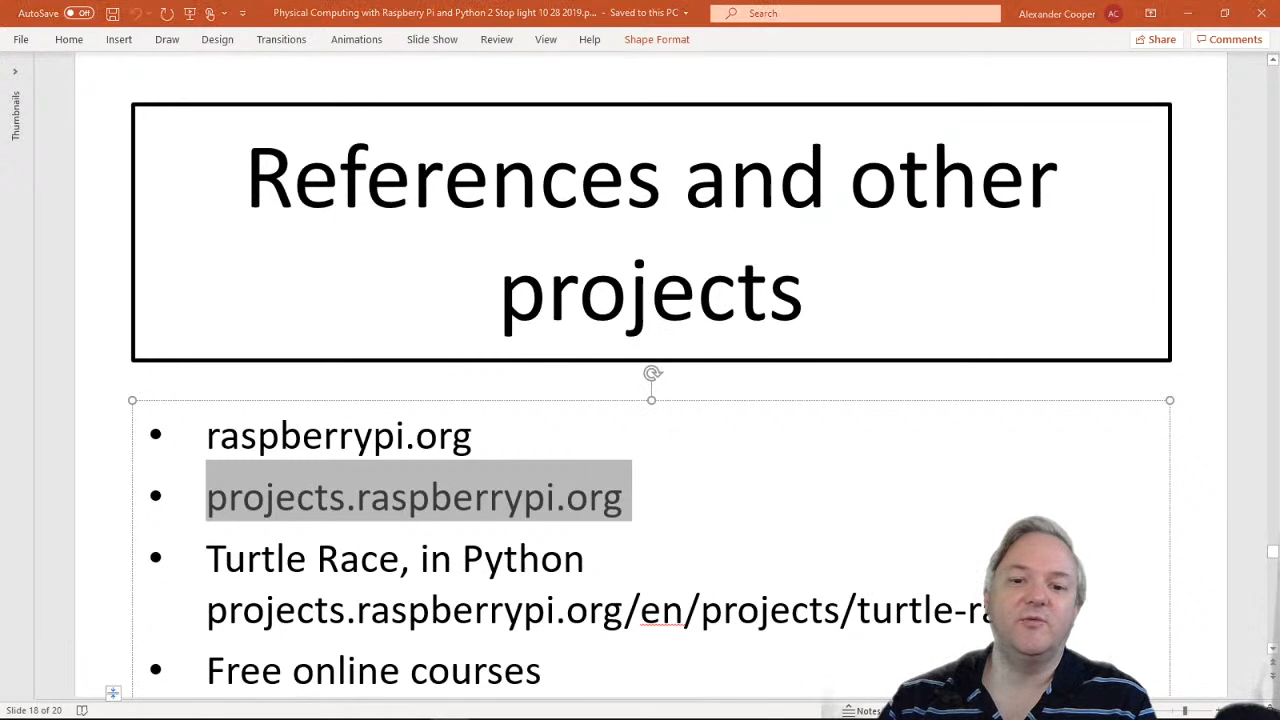 AutoSave Off Physical Computing with Raspberry Pi and Python 2 Stop light 10 28 2019.p... - Saved to this PC Search Alexander Cooper AC
File Home Insert Draw Design Transitions Animations Slide Show Review View Help Shape Format Share Comments
Thumbnails
References and other
projects
• raspberrypi.org
• projects.raspberrypi.org
• Turtle Race, in Python
projects.raspberrypi.org/en/projects/turtle-ra
• Free online courses
Slide 18 of 20 Notes